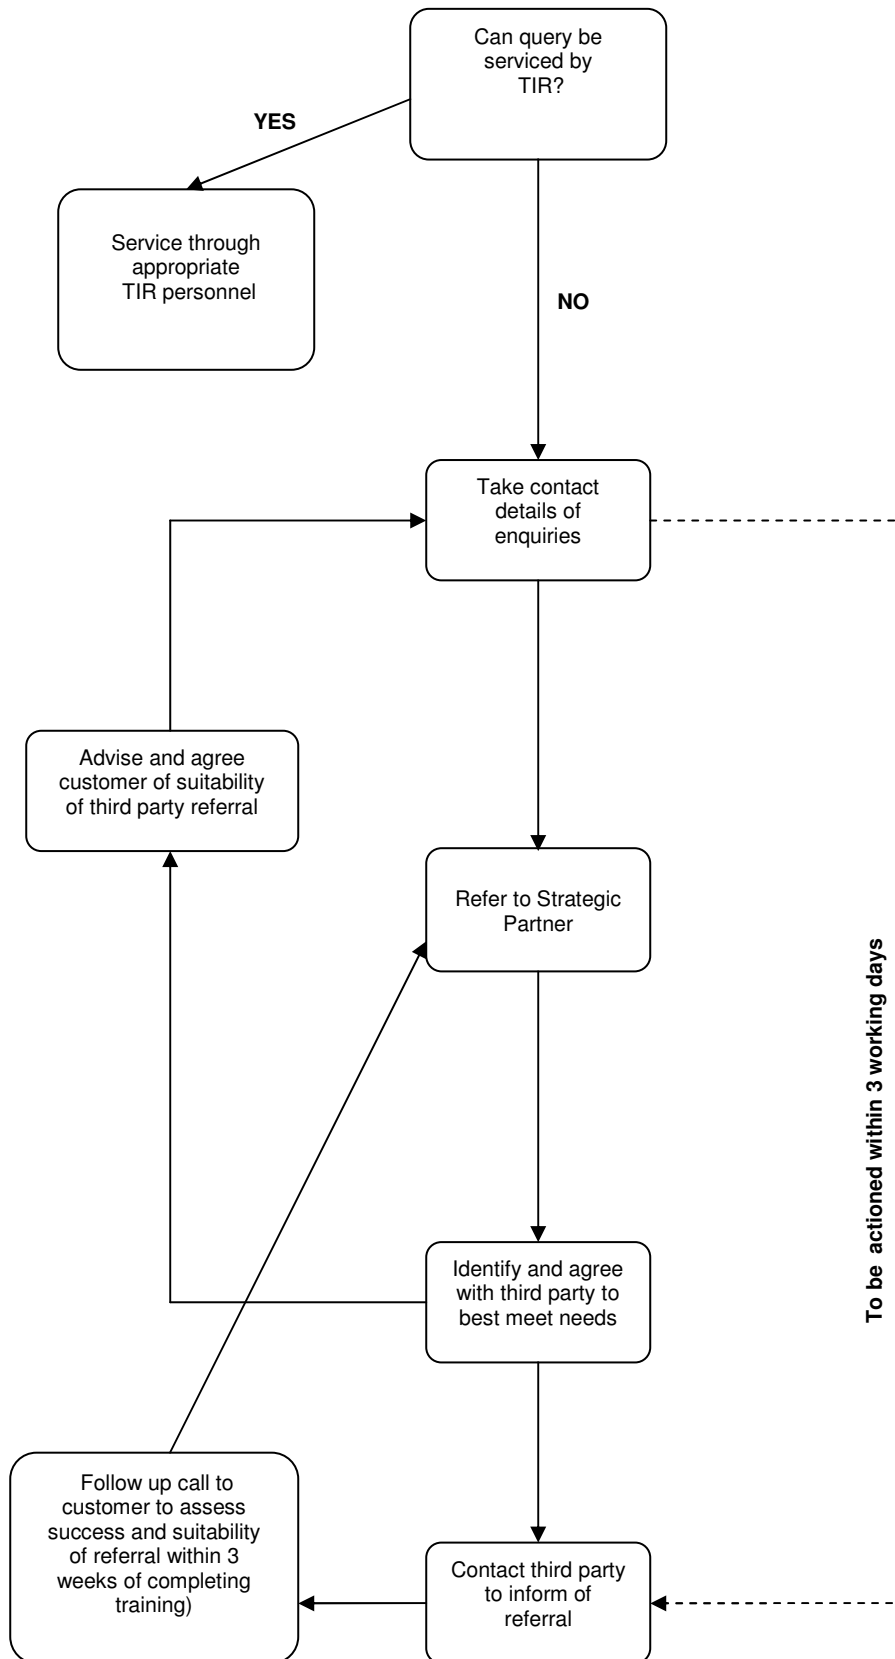 Can query be
serviced by
TIR?
YES
Service through
appropriate
TIR personnel
NO
Take contact
details of
enquiries
Advise and agree
customer of suitability
of third party referral
Refer to Strategic
Partner
To be actioned within 3 working days
Identify and agree
with third party to
best meet needs
Follow up call to
customer to assess
success and suitability
of referral within 3
weeks of completing
training)
Contact third party
to inform of
referral